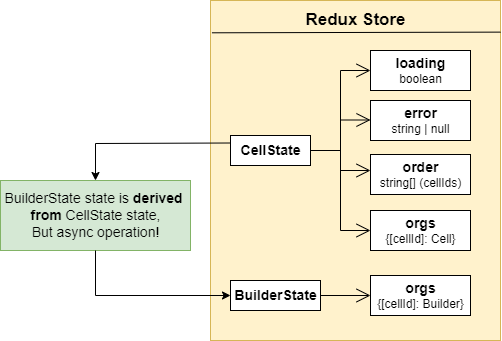 Redux Store
loading
boolean
error
string | null
CellState
order
string[] (cellIds)
BuilderState state is derived
from CellState state,
But async operation!
orgs
{[cellId]: Cell}
BuilderState
orgs
{[cellId]: Builder}